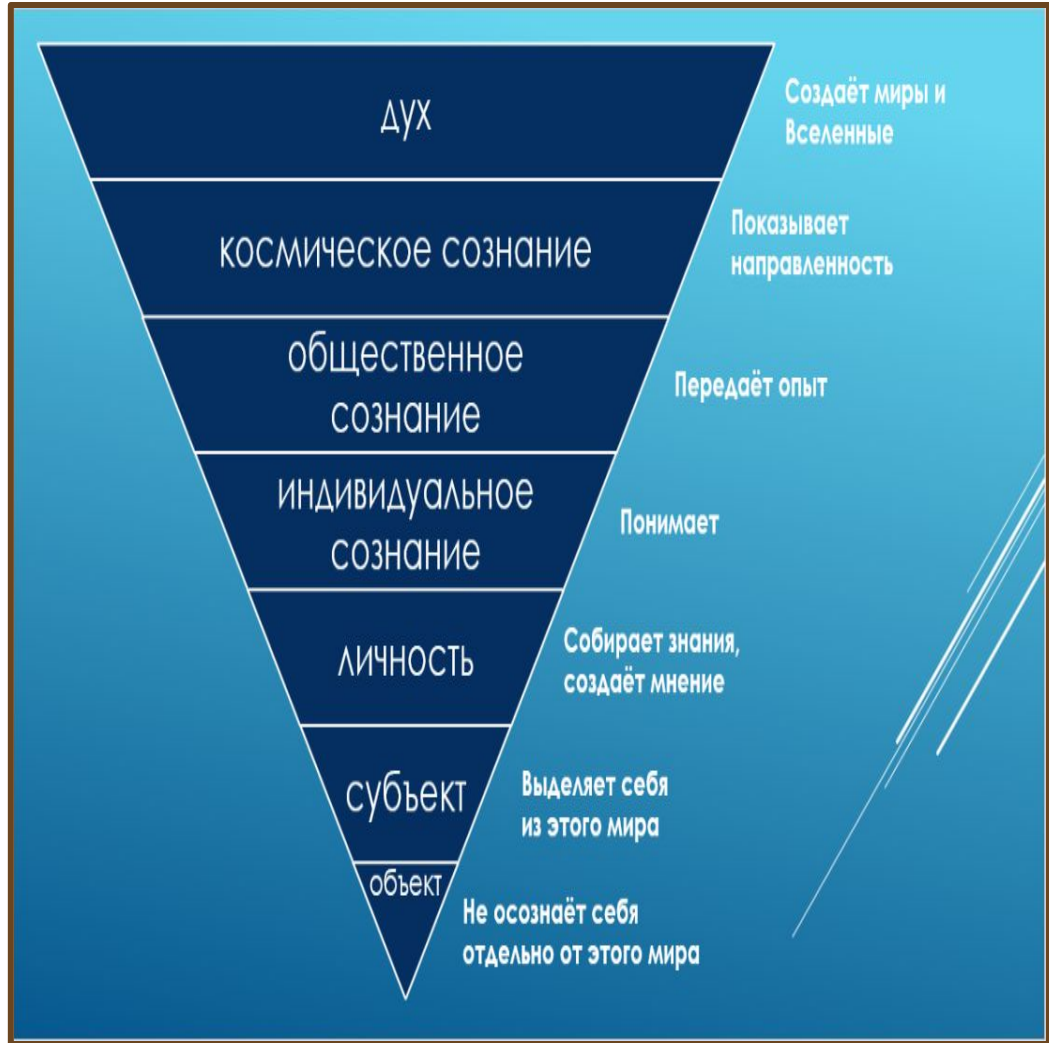 дух
Создаёт миры и
Вселенные
космическое сознание
Показывает
направленность
общественное
сознание
Передаёт опыт
индивидуальное
сознание
Понимает
личность
Собирает знания,
создаёт мнение
субъект
Выделяет себя
из этого мира
объект
Не осознаёт себя
отдельно от этого мира